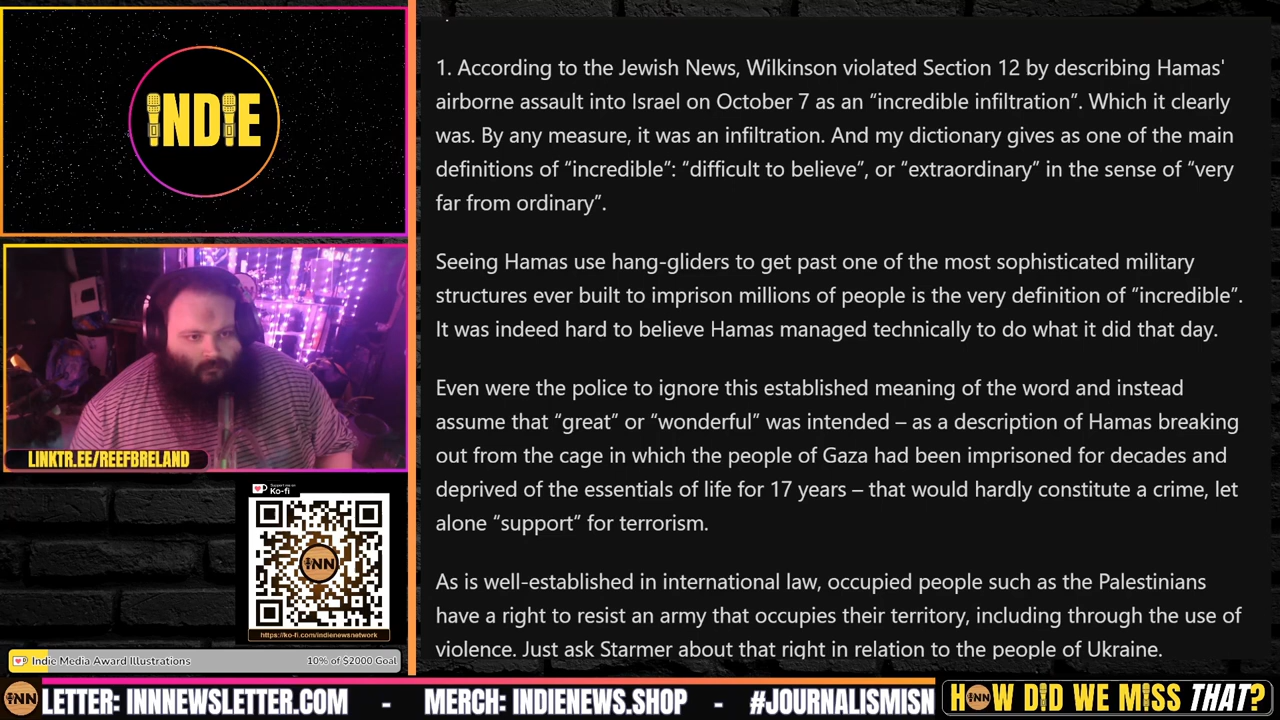 INDIE
LINKTR.EE/REEFBRELAND
Support me on
Ko-fi
INN
https://ko-fi.com/indienewsnetwork
Indie Media Award Illustrations
10% of $2000 Goal
1. According to the Jewish News, Wilkinson violated Section 12 by describing Hamas'
airborne assault into Israel on October 7 as an “incredible infiltration”. Which it clearly
was. By any measure, it was an infiltration. And my dictionary gives as one of the main
definitions of “incredible”: “difficult to believe”, or “extraordinary” in the sense of “very
far from ordinary”.
Seeing Hamas use hang-gliders to get past one of the most sophisticated military
structures ever built to imprison millions of people is the very definition of “incredible”.
It was indeed hard to believe Hamas managed technically to do what it did that day.
Even were the police to ignore this established meaning of the word and instead
assume that “great” or “wonderful” was intended – as a description of Hamas breaking
out from the cage in which the people of Gaza had been imprisoned for decades and
deprived of the essentials of life for 17 years – that would hardly constitute a crime, let
alone “support” for terrorism.
As is well-established in international law, occupied people such as the Palestinians
have a right to resist an army that occupies their territory, including through the use of
violence. Just ask Starmer about that right in relation to the people of Ukraine.
INN
LETTER: INNNEWSLETTER.COM - MERCH: INDIENEWS.SHOP - #JOURNALISMISN
HOW DID WE MISS THAT?